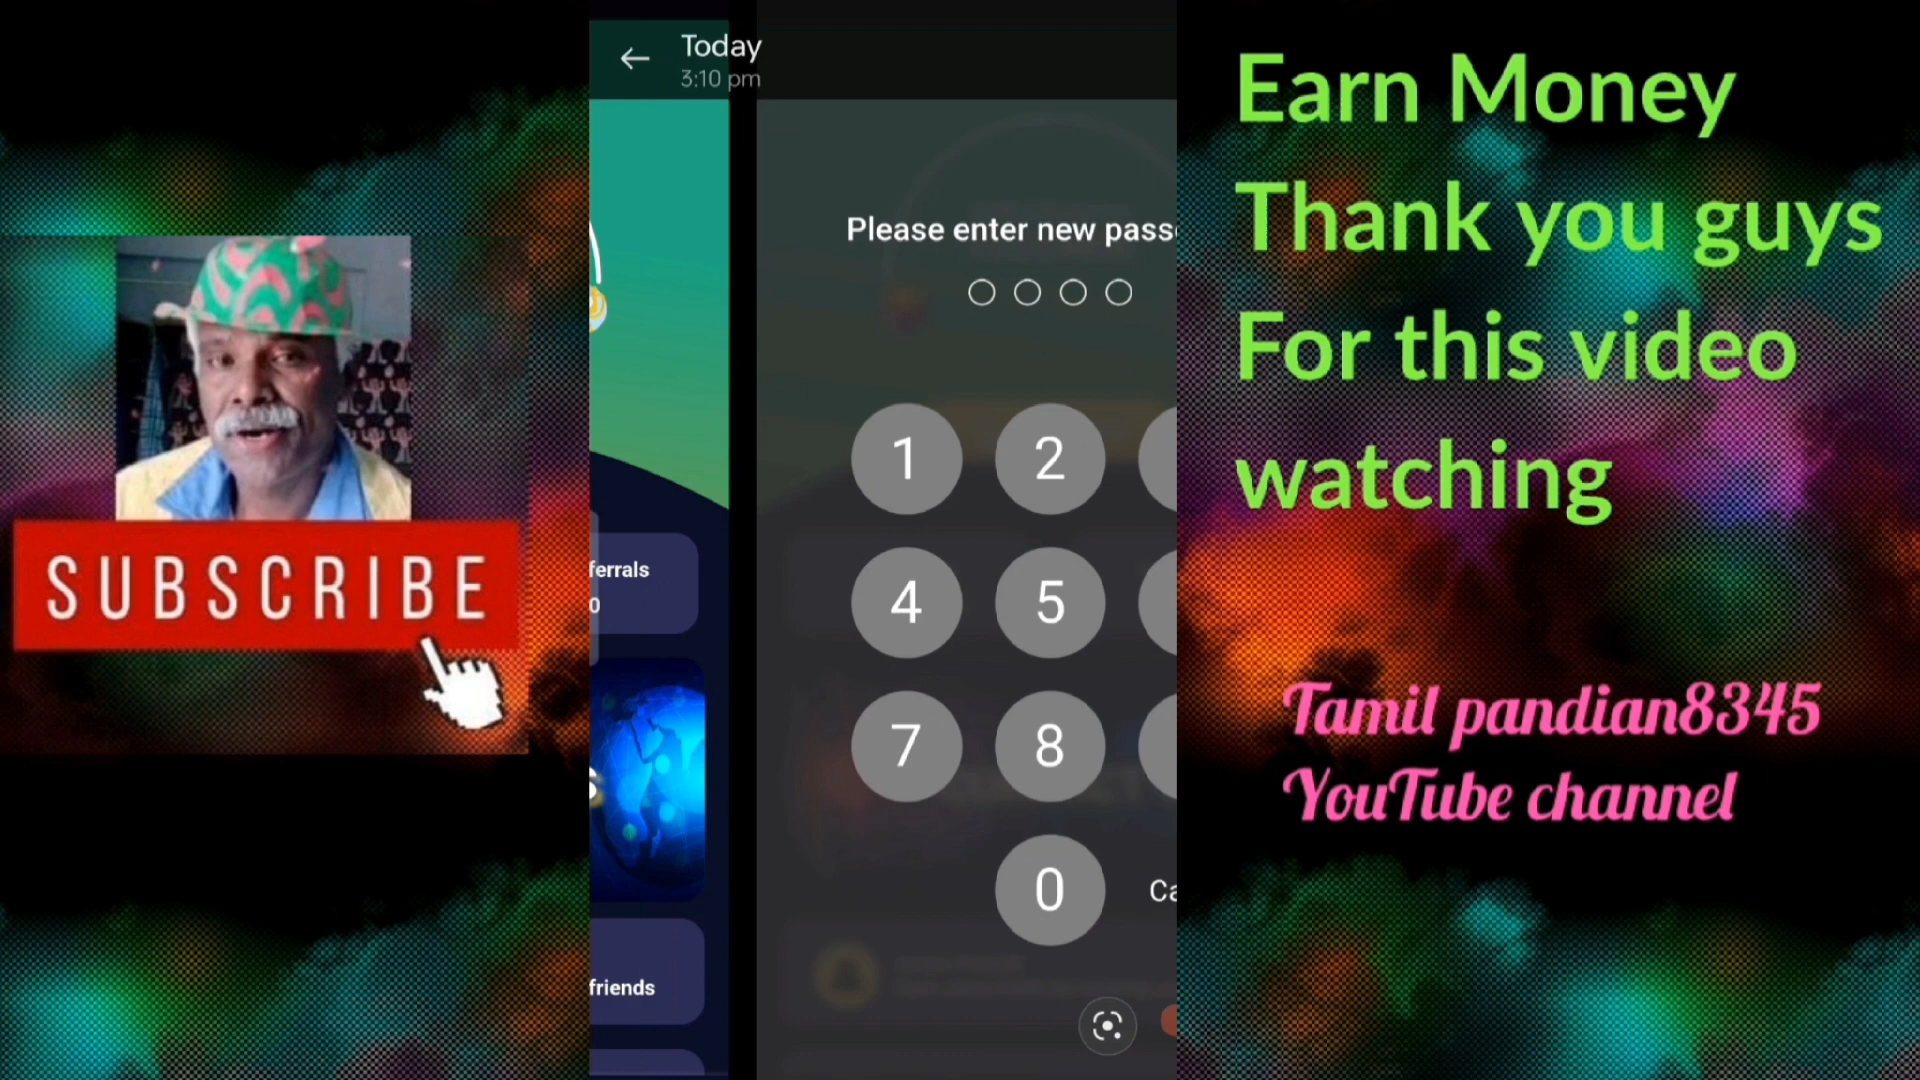 SUBSCRIBE
Today
3:10 pm
ferrals
0
friends
Please enter new pass
1 2
4 5
7 8
0 Ca
Earn Money
Thank you guys
For this video
watching
Tamil pandian8345
YouTube channel